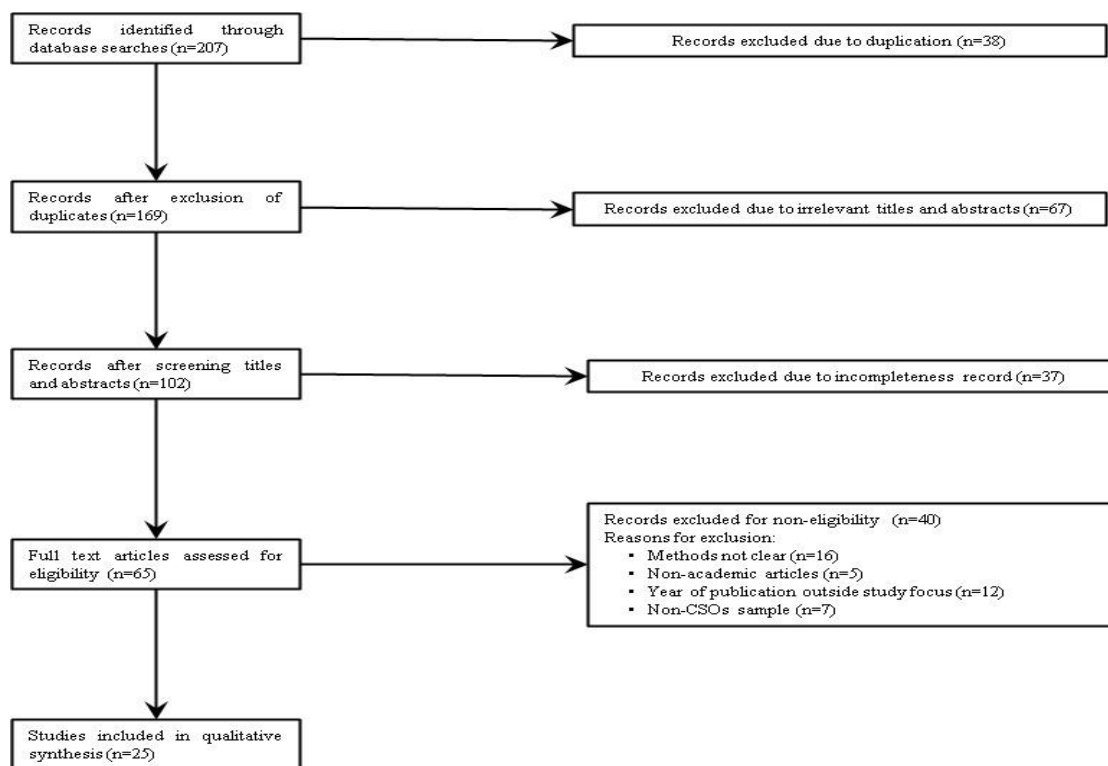 Records identified through
database searches (n=207)
Records excluded due to duplication (n=38)
Records after exclusion of
duplicates (n=169)
Records excluded due to irrelevant titles and abstracts (n=67)
Records after screening titles
and abstracts (n=102)
Records excluded due to incompleteness record (n=37)
Full text articles assessed for
eligibility (n=65)
Records excluded for non-eligibility (n=40)
Reasons for exclusion:
▪ Methods not clear (n=16)
▪ Non-academic articles (n=5)
▪ Year of publication outside study focus (n=12)
▪ Non-CSOs sample (n=7)
Studies included in qualitative
synthesis (n=25)